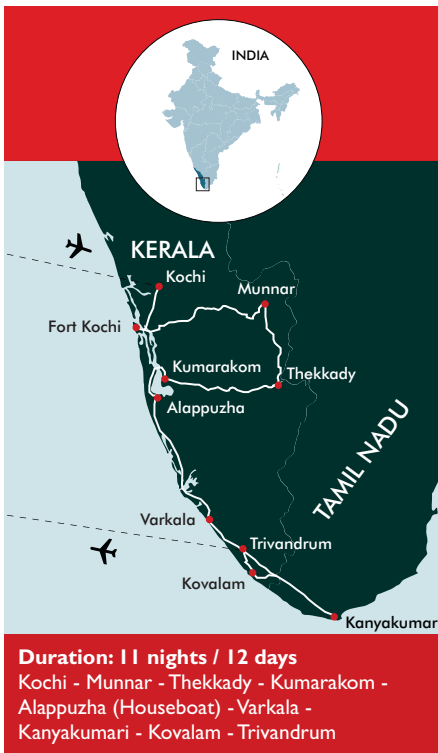 INDIA
KERALA
Kochi
Munnar
Fort Kochi
Kumarakom
Thekkady
Alappuzha
TAMIL NADU
Varkala
Trivandrum
Kovalam
Kanyakumar
Duration: 11 nights / 12 days
Kochi - Munnar - Thekkady - Kumarakom -
Alappuzha (Houseboat) - Varkala -
Kanyakumari - Kovalam - Trivandrum